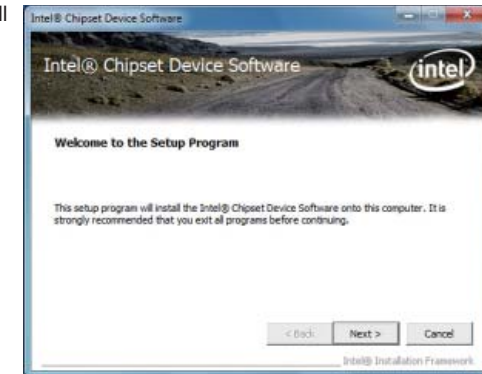 ll
Intel® Chipset Device Software
Intel® Chipset Device Software
intel
Welcome to the Setup Program
This setup program will install the Intel® Chipset Device Software onto this computer. It is
strongly recommended that you exit all programs before continuing.
< Back Next > Cancel
Intel® Installation Framework